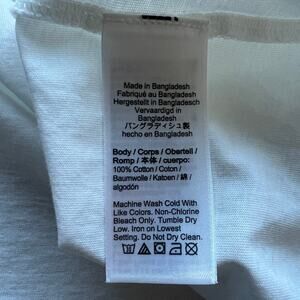 Made in Bangladesh
Fabriqué au Bangladesh
Hergestellt in Bangladesch
Vervaardigd in
Bangladesh
バングラディシュ製
hecho en Bangladesh
Body / Corps / Oberteil /
Romp / 本体 / cuerpo:
100% Cotton / Coton /
Baumwolle / Katoen / 綿 /
algodón
Machine Wash Cold With
Like Colors. Non-Chlorine
Bleach Only. Tumble Dry
Low. Iron on Lowest
Setting. Do Not Dry Clean.